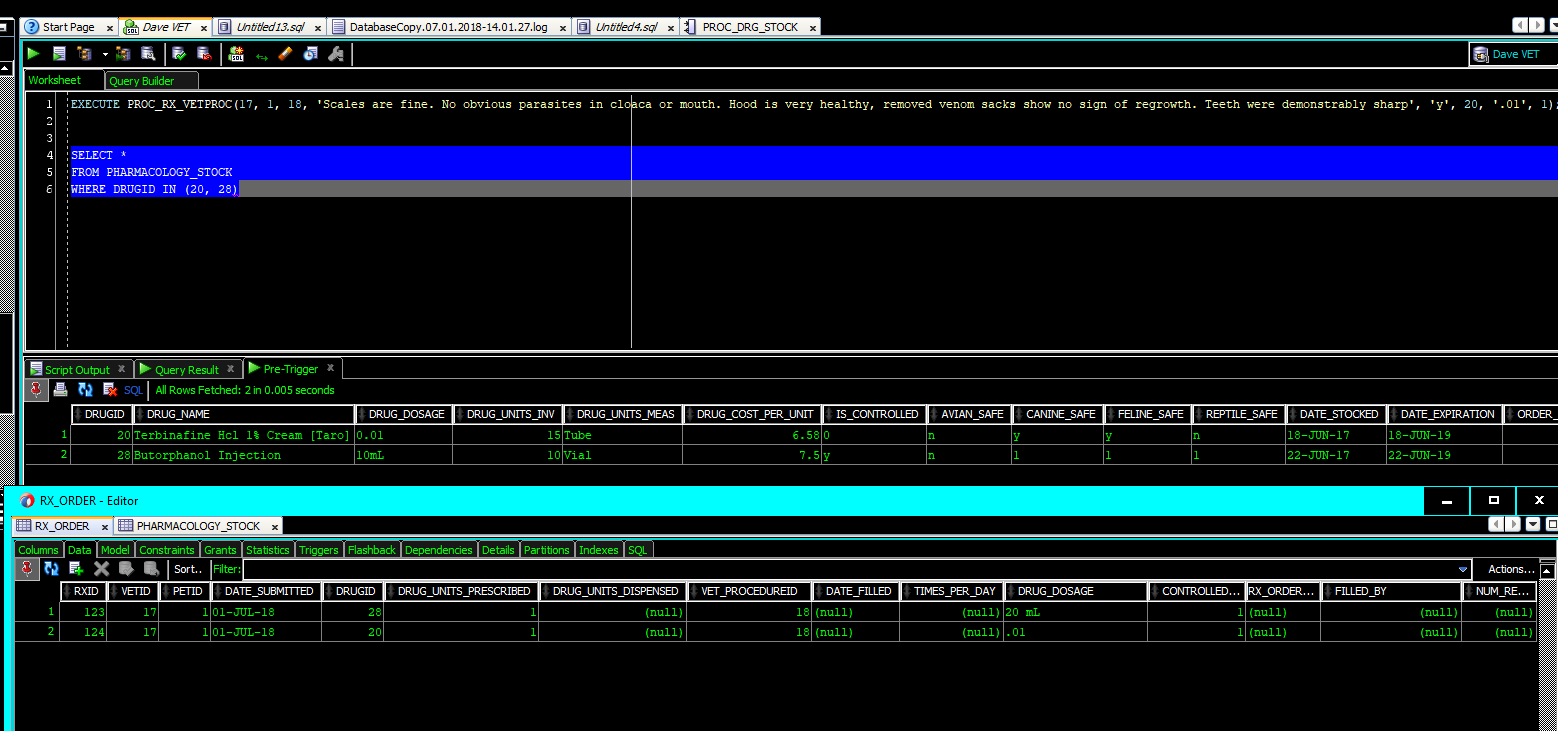 Start Page Dave VET Untitled13.sql DatabaseCopy.07.01.2018-14.01.27.log Untitled4.sql PROC_DRG_STOCK
Dave VET
Worksheet Query Builder
1 EXECUTE PROC_RX_VETPROC(17, 1, 18, 'Scales are fine. No obvious parasites in cloaca or mouth. Hood is very healthy, removed venom sacks show no sign of regrowth. Teeth were demonstrably sharp', 'y', 20, '.01', 1);
2
3
4 SELECT *
5 FROM PHARMACOLOGY_STOCK
6 WHERE DRUGID IN (20, 28)
Script Output Query Result Pre-Trigger
SQL All Rows Fetched: 2 in 0.005 seconds
DRUGID DRUG_NAME DRUG_DOSAGE DRUG_UNITS_INV DRUG_UNITS_MEAS DRUG_COST_PER_UNIT IS_CONTROLLED AVIAN_SAFE CANINE_SAFE FELINE_SAFE REPTILE_SAFE DATE_STOCKED DATE_EXPIRATION ORDER_
1 20 Terbinafine Hcl 1% Cream [Taro] 0.01 15 Tube 6.58 0 n y y n 18-JUN-17 18-JUN-19
2 28 Butorphanol Injection 10mL 10 Vial 7.5 y n 1 1 1 22-JUN-17 22-JUN-19
RX_ORDER - Editor
RX_ORDER PHARMACOLOGY_STOCK
Columns Data Model Constraints Grants Statistics Triggers Flashback Dependencies Details Partitions Indexes SQL
Sort.. Filter: Actions...
RXID VETID PETID DATE_SUBMITTED DRUGID DRUG_UNITS_PRESCRIBED DRUG_UNITS_DISPENSED VET_PROCEDUREID DATE_FILLED TIMES_PER_DAY DRUG_DOSAGE CONTROLLED... RX_ORDER... FILLED_BY NUM_RE...
1 123 17 1 01-JUL-18 28 1 (null) 18 (null) (null) 20 mL 1 (null) (null) (null)
2 124 17 1 01-JUL-18 20 1 (null) 18 (null) (null) .01 1 (null) (null) (null)